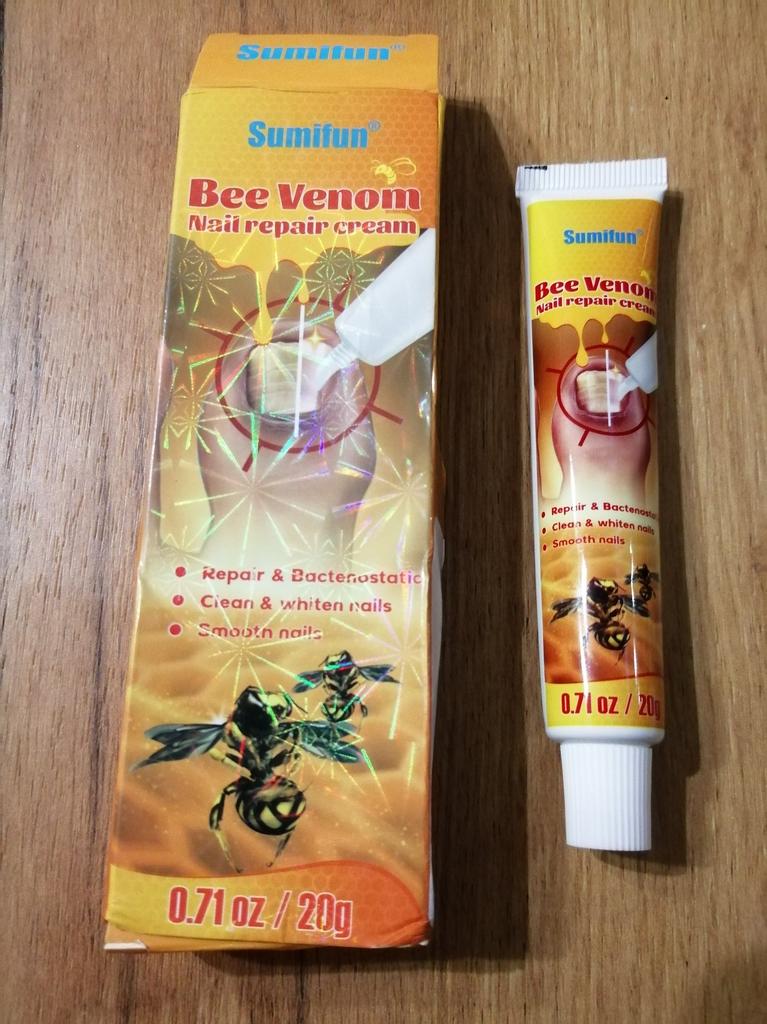 Sumifun®
Sumifun®
Bee Venom
Nail repair cream
Repair & Bactenostatic
Clean & whiten nails
Smooth nails
0.71 oz / 20g
Sumifun®
Bee Venom
Nail repair cream
Repair & Bactenostatic
Clean & whiten nails
Smooth nails
0.71 oz / 20g